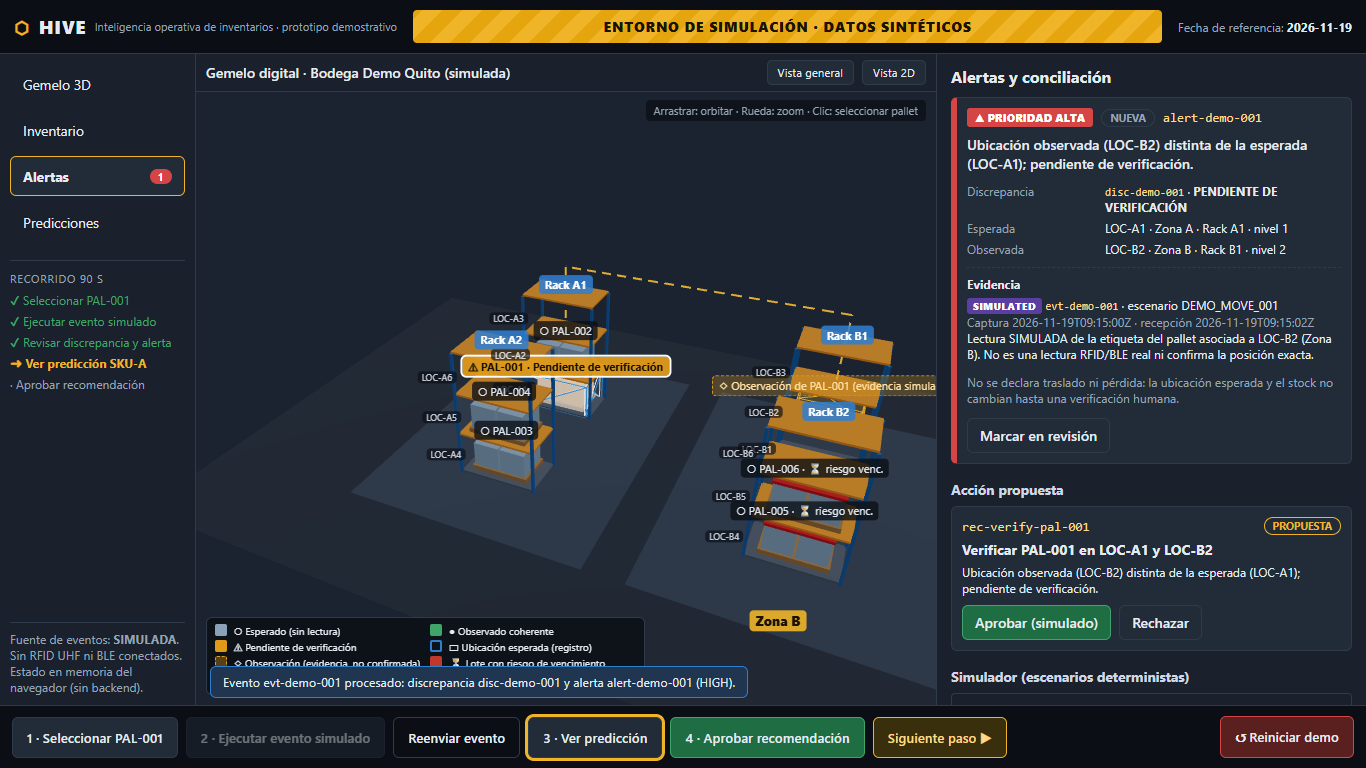 HIVE
Inteligencia operativa de inventarios · prototipo demostrativo
ENTORNO DE SIMULACIÓN · DATOS SINTÉTICOS
Fecha de referencia: 2026-11-19
Gemelo 3D
Inventario
Alertas 1
Predicciones
RECORRIDO 90 S
✓ Seleccionar PAL-001
✓ Ejecutar evento simulado
✓ Revisar discrepancia y alerta
→ Ver predicción SKU-A
· Aprobar recomendación
Fuente de eventos: SIMULADA.
Sin RFID UHF ni BLE conectados.
Estado en memoria del
navegador (sin backend).
Gemelo digital · Bodega Demo Quito (simulada)
Vista general
Vista 2D
Arrastrar: orbitar · Rueda: zoom · Clic: seleccionar pallet
Rack A1
LOC-A3
○ PAL-002
Rack A2
LOC-A2
⚠ PAL-001 · Pendiente de verificación
LOC-A6
○ PAL-004
LOC-A5
○ PAL-003
LOC-A4
Rack B1
LOC-B3
◇ Observación de PAL-001 (evidencia simula
LOC-B2
Rack B2
LOC-B1
LOC-B6
○ PAL-006 · ⏳ riesgo venc.
LOC-B5
○ PAL-005 · ⏳ riesgo venc.
LOC-B4
Zona B
○ Esperado (sin lectura)
● Observado coherente
⚠ Pendiente de verificación
▭ Ubicación esperada (registro)
◇ Observación (evidencia, no confirmada)
⏳ Lote con riesgo de vencimiento
Evento evt-demo-001 procesado: discrepancia disc-demo-001 y alerta alert-demo-001 (HIGH).
Alertas y conciliación
▲ PRIORIDAD ALTA
NUEVA
alert-demo-001
Ubicación observada (LOC-B2) distinta de la esperada
(LOC-A1); pendiente de verificación.
Discrepancia disc-demo-001 · PENDIENTE DE
VERIFICACIÓN
Esperada LOC-A1 · Zona A · Rack A1 · nivel 1
Observada LOC-B2 · Zona B · Rack B1 · nivel 2
Evidencia
SIMULATED evt-demo-001 · escenario DEMO_MOVE_001
Captura 2026-11-19T09:15:00Z · recepción 2026-11-19T09:15:02Z
Lectura SIMULADA de la etiqueta del pallet asociada a LOC-B2 (Zona
B). No es una lectura RFID/BLE real ni confirma la posición exacta.
No se declara traslado ni pérdida: la ubicación esperada y el stock no
cambian hasta una verificación humana.
Marcar en revisión
Acción propuesta
rec-verify-pal-001
PROPUESTA
Verificar PAL-001 en LOC-A1 y LOC-B2
Ubicación observada (LOC-B2) distinta de la esperada (LOC-A1);
pendiente de verificación.
Aprobar (simulado)
Rechazar
Simulador (escenarios deterministas)
1 · Seleccionar PAL-001
2 · Ejecutar evento simulado
Reenviar evento
3 · Ver predicción
4 · Aprobar recomendación
Siguiente paso ▶
↺ Reiniciar demo